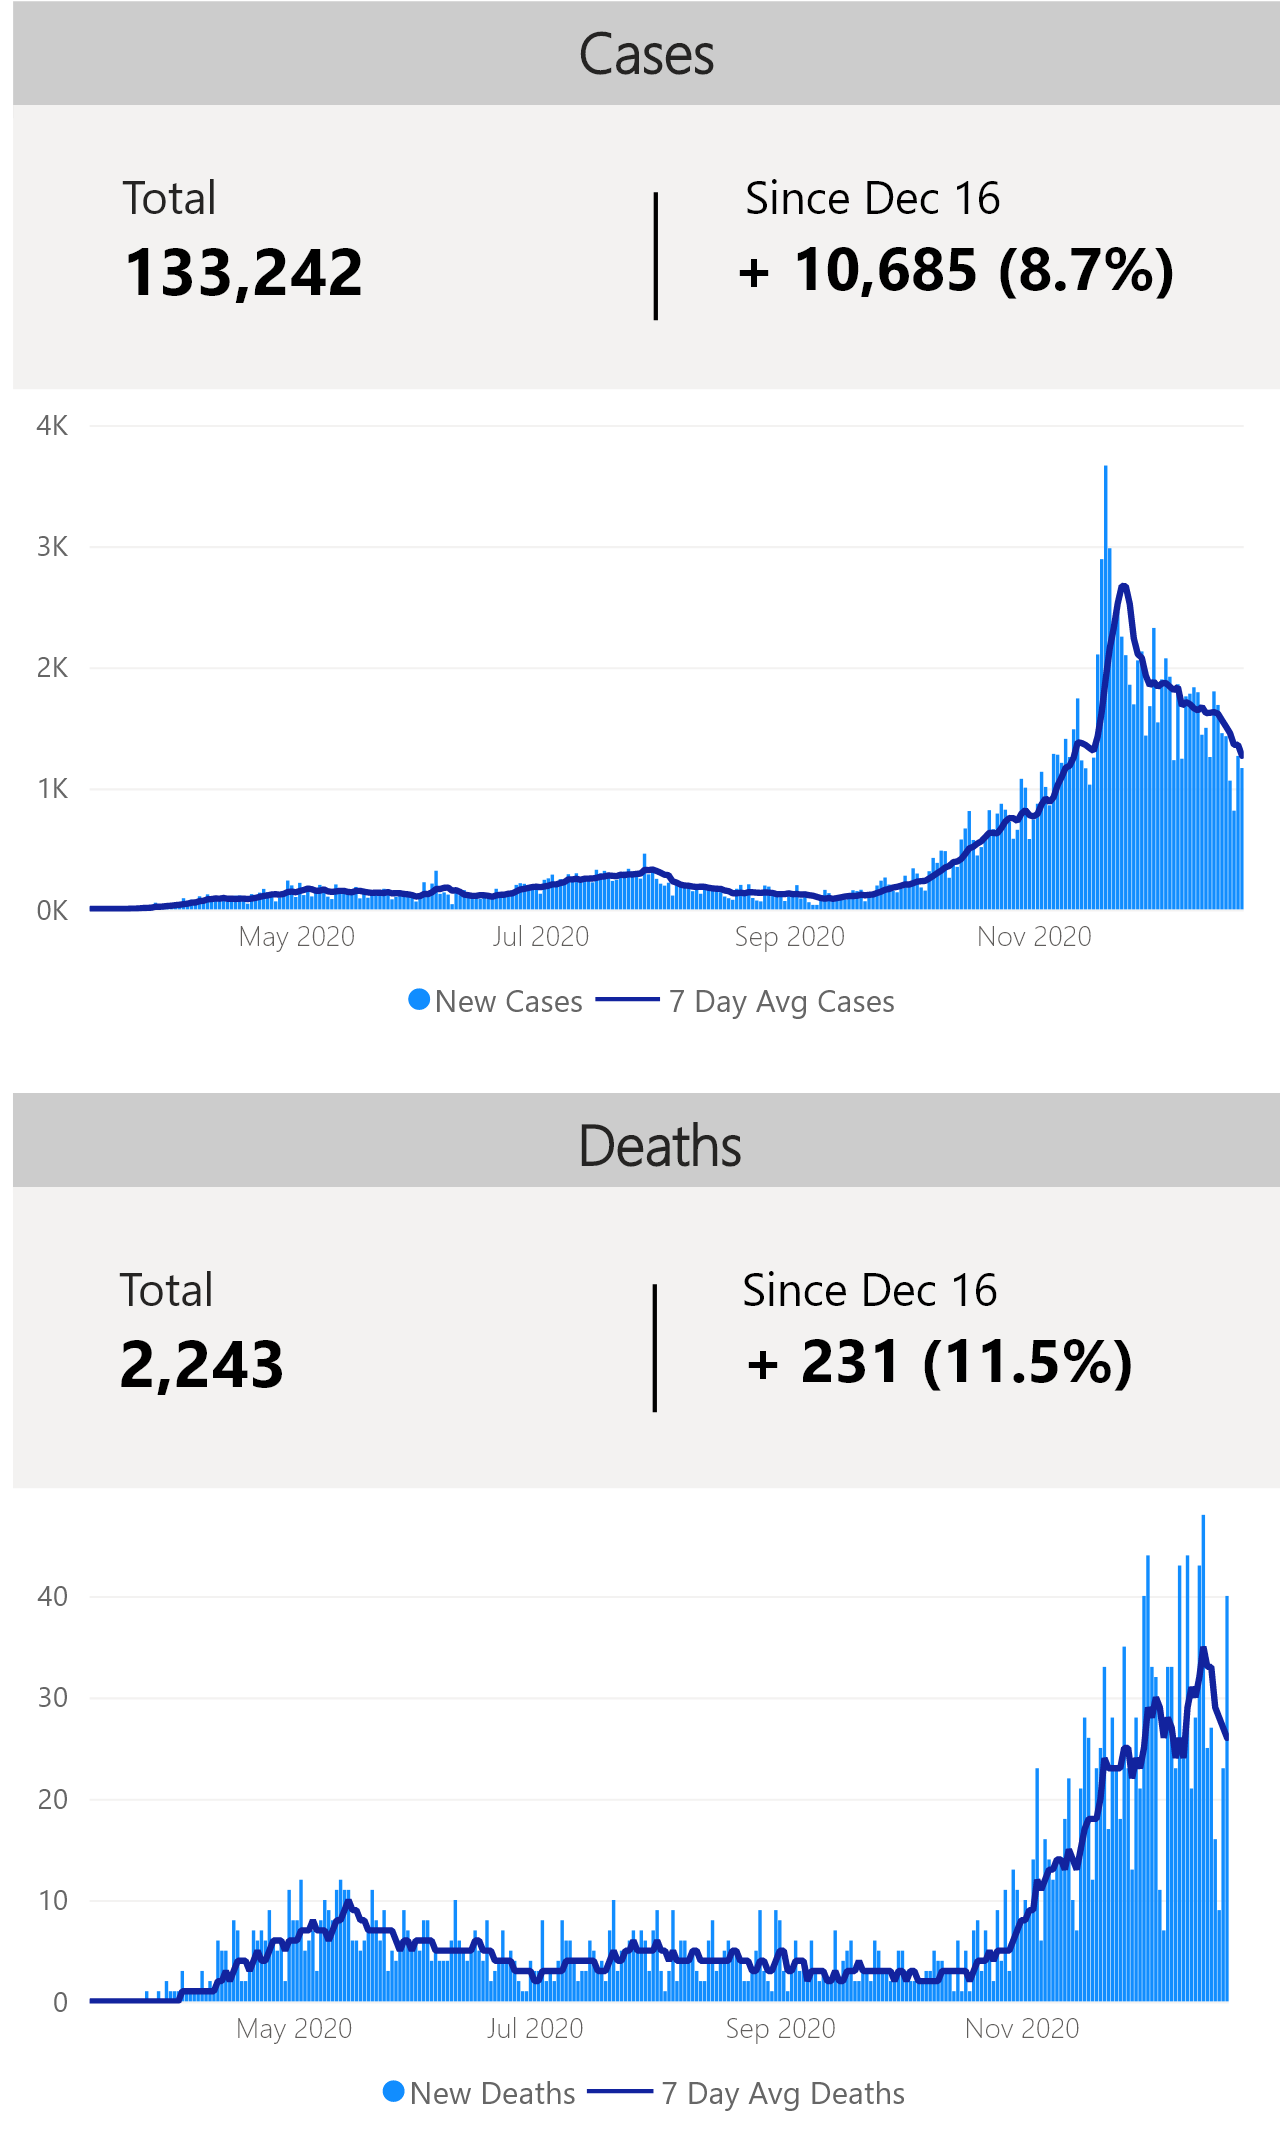 Cases
Total
Since Dec 16
133,242
+ 10,685 (8.7%)
4K
3K
2K
1K
0K
May 2020
Jul 2020
Sep 2020
Nov 2020
New Cases
7 Day Avg Cases
Deaths
Total
Since Dec 16
2,243
+ 231 (11.5%)
40
30
20
10
0
May 2020
Jul 2020
Sep 2020
Nov 2020
New Deaths
7 Day Avg Deaths